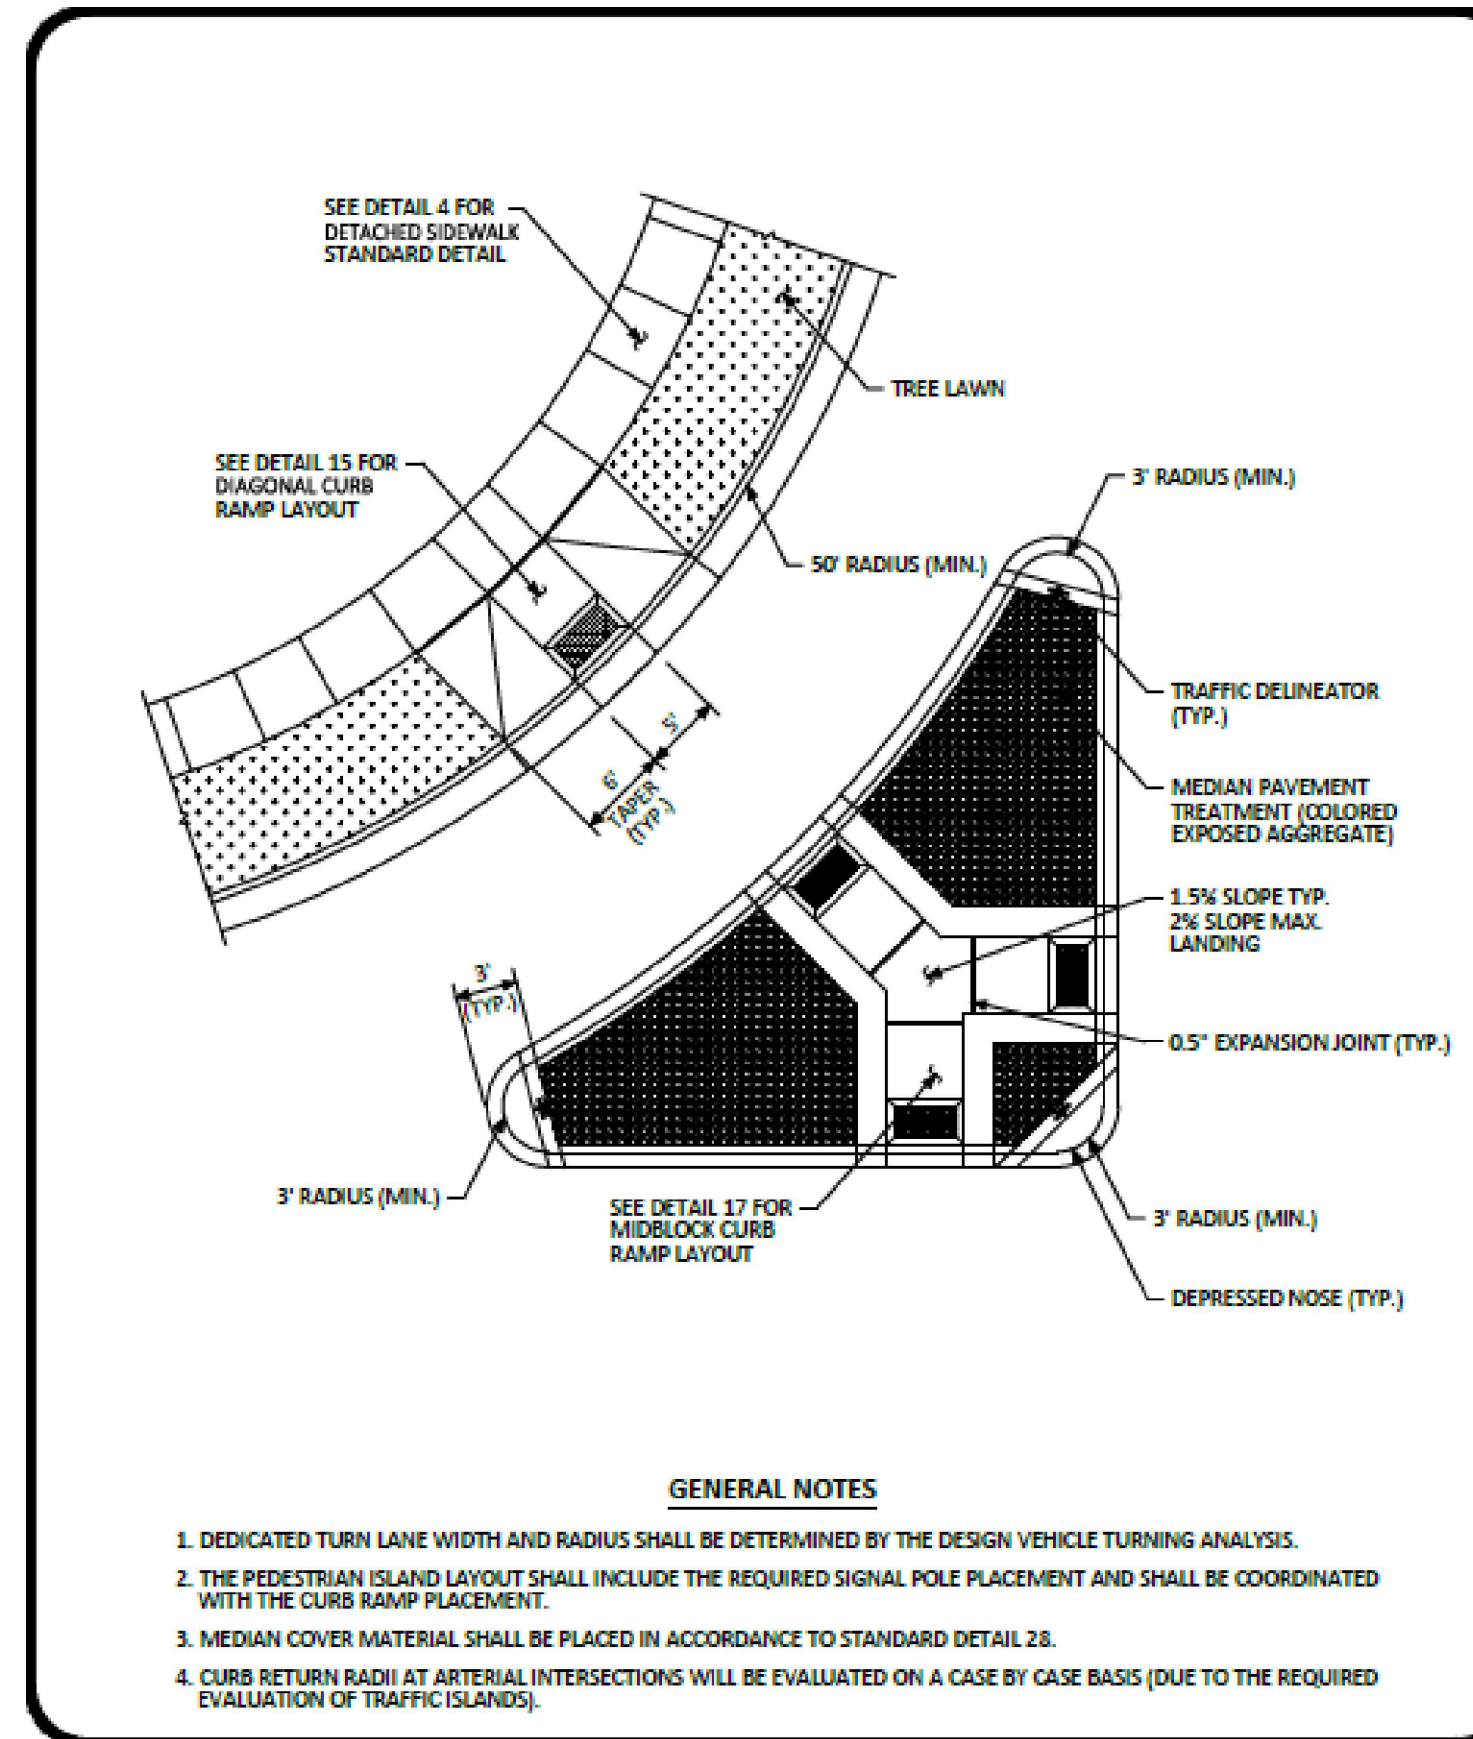 SEE DETAIL 4 FOR
DETACHED SIDEWALK
STANDARD DETAIL
TREE LAWN
SEE DETAIL 15 FOR
DIAGONAL CURB
RAMP LAYOUT
3' RADIUS (MIN.)
50' RADIUS (MIN.)
TRAFFIC DELINEATOR
(TYP.)
5'
6'
TAPER
(TYP.)
MEDIAN PAVEMENT
TREATMENT (COLORED
EXPOSED AGGREGATE)
1.5% SLOPE TYP.
2% SLOPE MAX.
LANDING
3'
(TYP.)
0.5" EXPANSION JOINT (TYP.)
3' RADIUS (MIN.)
SEE DETAIL 17 FOR
MIDBLOCK CURB
RAMP LAYOUT
3' RADIUS (MIN.)
DEPRESSED NOSE (TYP.)
GENERAL NOTES
1. DEDICATED TURN LANE WIDTH AND RADIUS SHALL BE DETERMINED BY THE DESIGN VEHICLE TURNING ANALYSIS.
2. THE PEDESTRIAN ISLAND LAYOUT SHALL INCLUDE THE REQUIRED SIGNAL POLE PLACEMENT AND SHALL BE COORDINATED
WITH THE CURB RAMP PLACEMENT.
3. MEDIAN COVER MATERIAL SHALL BE PLACED IN ACCORDANCE TO STANDARD DETAIL 28.
4. CURB RETURN RADII AT ARTERIAL INTERSECTIONS WILL BE EVALUATED ON A CASE BY CASE BASIS (DUE TO THE REQUIRED
EVALUATION OF TRAFFIC ISLANDS).